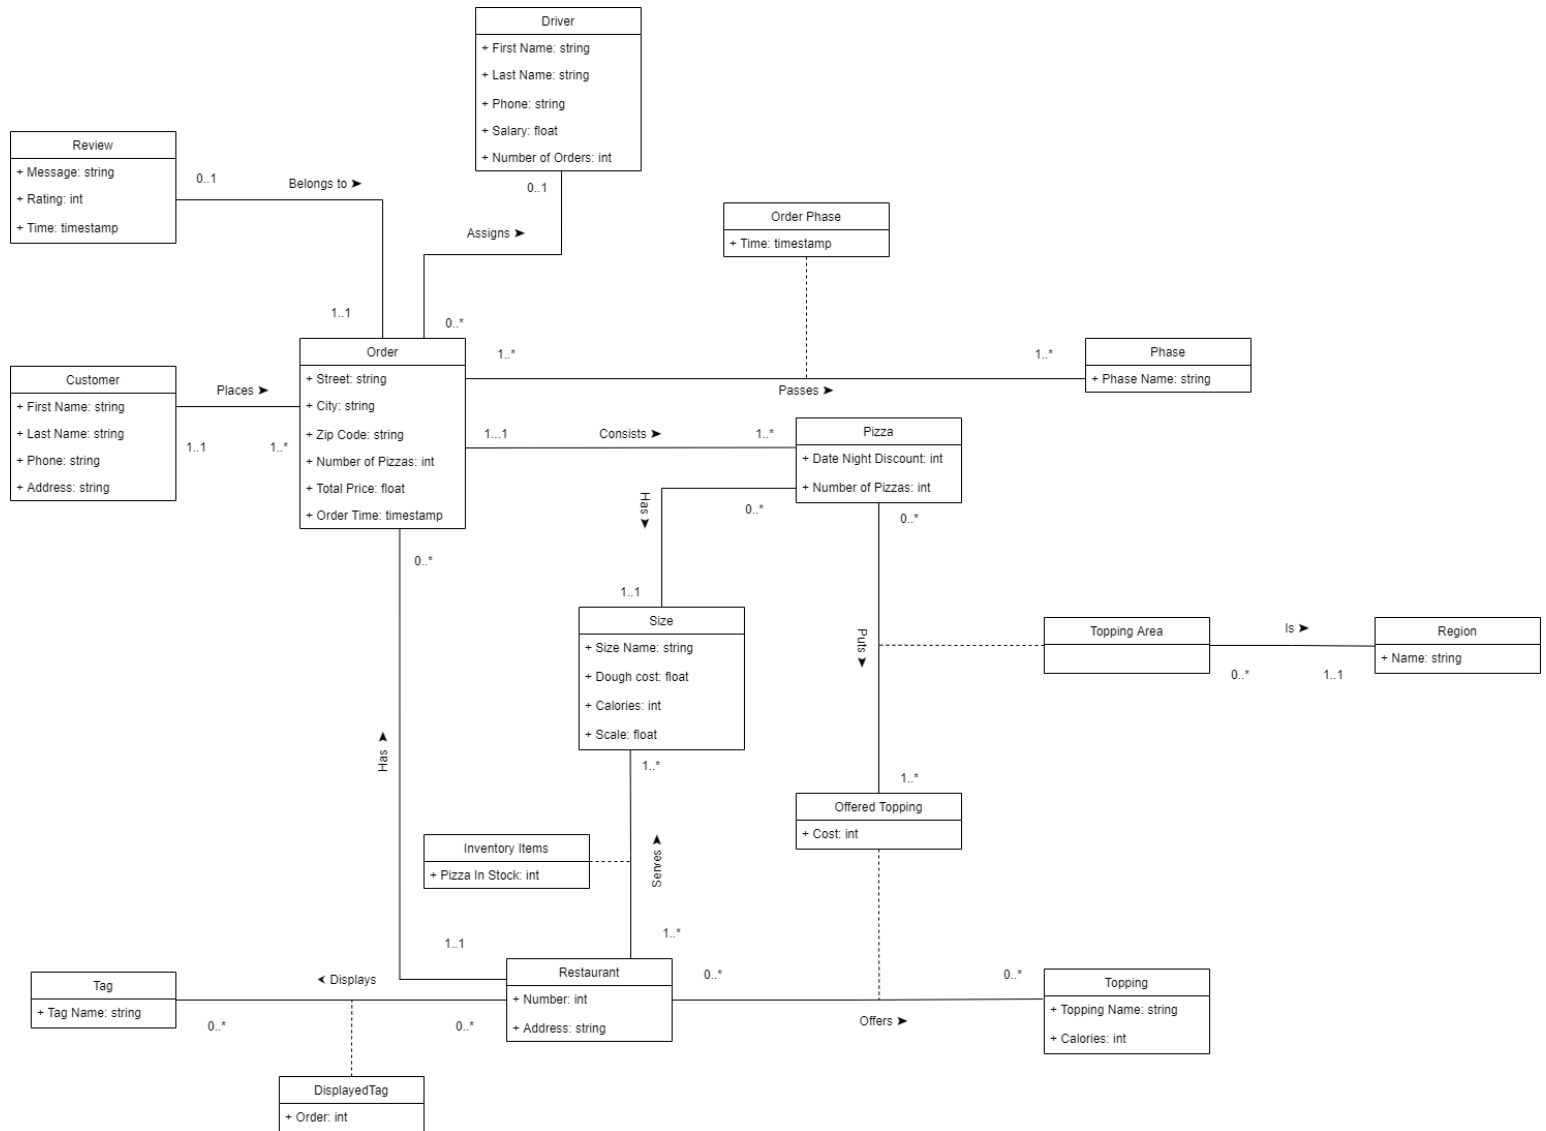 Driver
+ First Name: string
+ Last Name: string
+ Phone: string
+ Salary: float
+ Number of Orders: int
Review
+ Message: string
+ Rating: int
+ Time: timestamp
0..1
Belongs to ➤
0..1
Assigns ➤
Order Phase
+ Time: timestamp
1..1
0..*
Order
+ Street: string
+ City: string
+ Zip Code: string
+ Number of Pizzas: int
+ Total Price: float
+ Order Time: timestamp
1..*
1..*
Passes ➤
Phase
+ Phase Name: string
Customer
+ First Name: string
+ Last Name: string
+ Phone: string
+ Address: string
Places ➤
1..1
1..*
1...1
Consists ➤
1..*
Pizza
+ Date Night Discount: int
+ Number of Pizzas: int
Has ➤
0..*
0..*
0..*
1..1
Size
+ Size Name: string
+ Dough cost: float
+ Calories: int
+ Scale: float
Puts ➤
Topping Area
Is ➤
0..*
1..1
Region
+ Name: string
Has ➤
1..*
1..*
Offered Topping
+ Cost: int
Inventory Items
+ Pizza In Stock: int
Serves ➤
1..1
1..*
Tag
+ Tag Name: string
➤ Displays
0..*
0..*
Restaurant
+ Number: int
+ Address: string
0..*
0..*
Offers ➤
Topping
+ Topping Name: string
+ Calories: int
DisplayedTag
+ Order: int